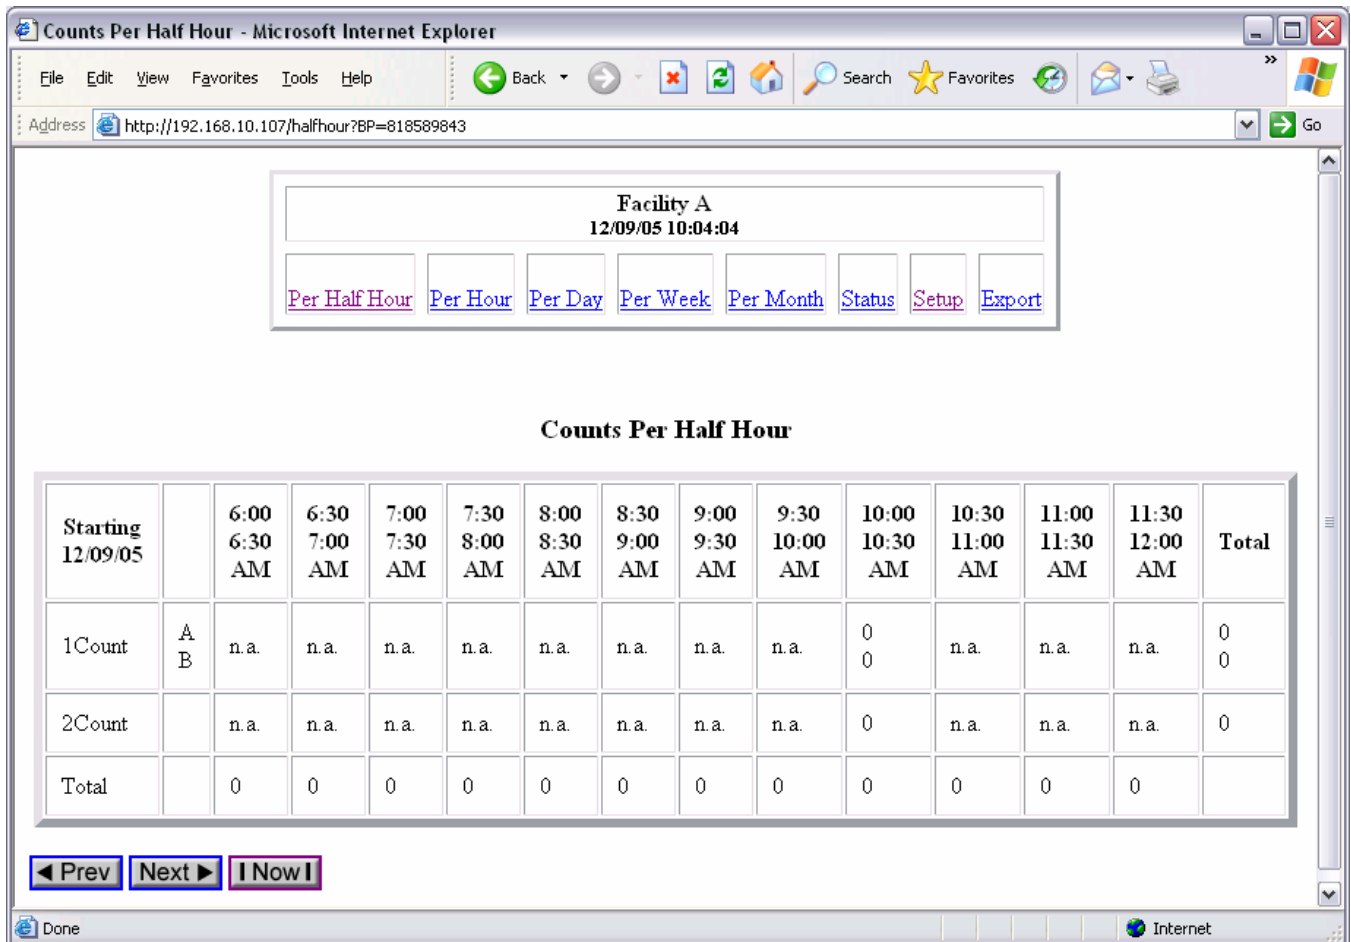 Counts Per Half Hour - Microsoft Internet Explorer
File Edit View Favorites Tools Help Back Search Favorites »
Address http://192.168.10.107/halfhour?BP=818589843 Go
Facility A
12/09/05 10:04:04
Per Half Hour Per Hour Per Day Per Week Per Month Status Setup Export
Counts Per Half Hour
6:00 6:30 7:00 7:30 8:00 8:30 9:00 9:30 10:00 10:30 11:00 11:30
Starting
12/09/05
6:30 7:00 7:30 8:00 8:30 9:00 9:30 10:00 10:30 11:00 11:30 12:00 Total
AM AM AM AM AM AM AM AM AM AM AM AM
1Count A B n.a. n.a. n.a. n.a. n.a. n.a. n.a. n.a. 0 0 n.a. n.a. n.a. 0 0
2Count n.a. n.a. n.a. n.a. n.a. n.a. n.a. n.a. 0 n.a. n.a. n.a. 0
Total 0 0 0 0 0 0 0 0 0 0 0 0
Prev Next Now
Done Internet